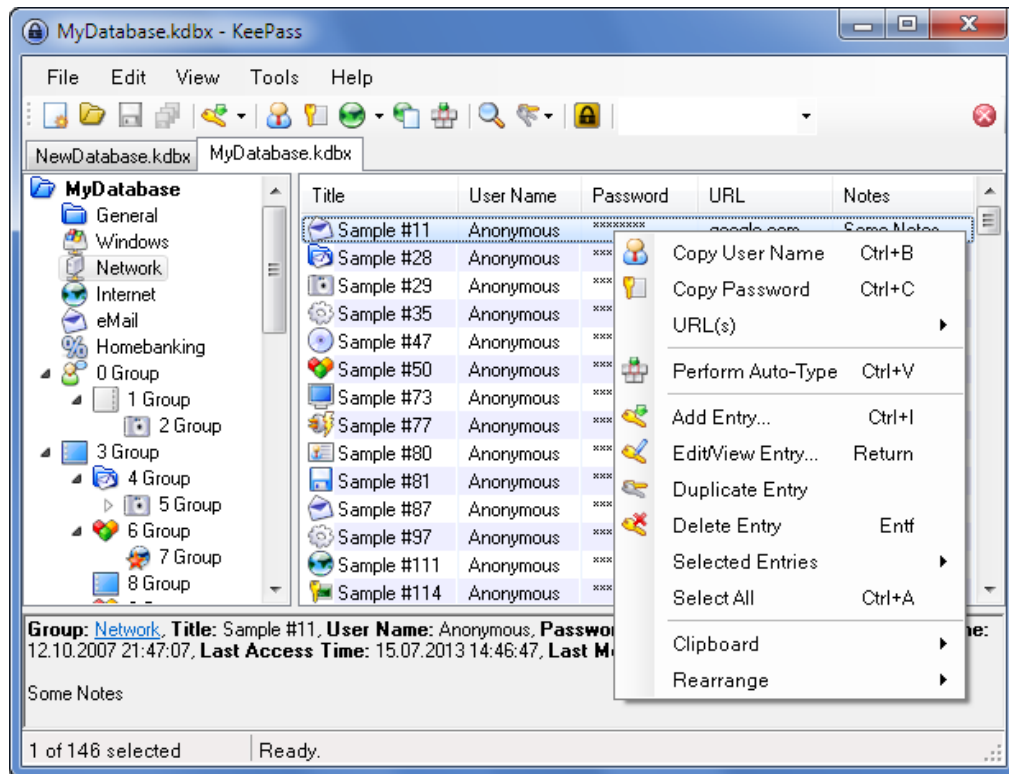 MyDatabase.kdbx - KeePass
File Edit View Tools Help
NewDatabase.kdbx MyDatabase.kdbx
MyDatabase
General
Windows
Network
Internet
eMail
Homebanking
0 Group
1 Group
2 Group
3 Group
4 Group
5 Group
6 Group
7 Group
8 Group
Title User Name Password URL Notes
Sample #11 Anonymous ******** google.com Some Notes
Sample #28 Anonymous ***
Sample #29 Anonymous ***
Sample #35 Anonymous ***
Sample #47 Anonymous ***
Sample #50 Anonymous ***
Sample #73 Anonymous ***
Sample #77 Anonymous ***
Sample #80 Anonymous ***
Sample #81 Anonymous ***
Sample #87 Anonymous ***
Sample #97 Anonymous ***
Sample #111 Anonymous ***
Sample #114 Anonymous ***
Copy User Name Ctrl+B
Copy Password Ctrl+C
URL(s)
Perform Auto-Type Ctrl+V
Add Entry... Ctrl+I
Edit/View Entry... Return
Duplicate Entry
Delete Entry Entf
Selected Entries
Select All Ctrl+A
Clipboard
Rearrange
Group: Network, Title: Sample #11, User Name: Anonymous,
12.10.2007 21:47:07, Last Access Time: 15.07.2013 14:46:47, Last
Some Notes
1 of 146 selected Ready.